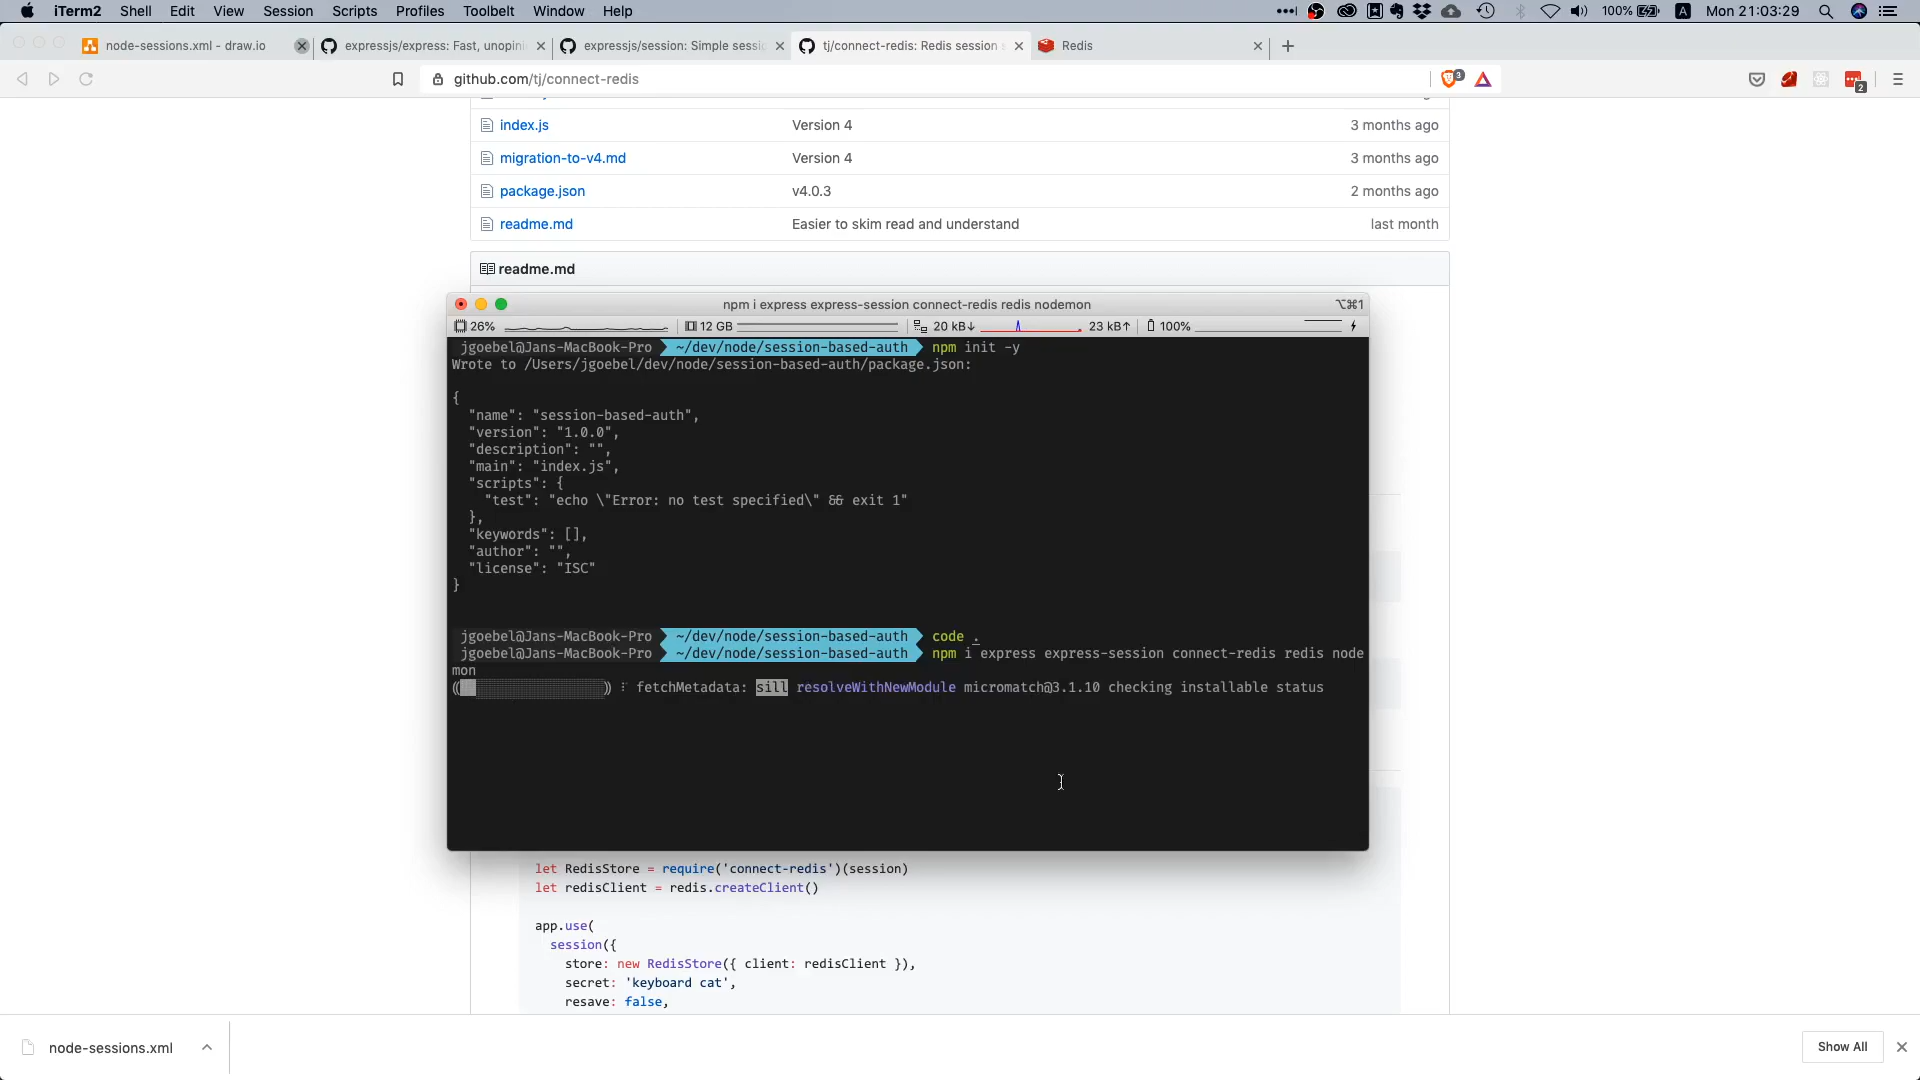 iTerm2 Shell Edit View Session Scripts Profiles Toolbelt Window Help 100% A Mon 21:03:29
node-sessions.xml - draw.io expressjs/express: Fast, unopini expressjs/session: Simple sessi tj/connect-redis: Redis session s Redis
github.com/tj/connect-redis 3 2
index.js Version 4 3 months ago
migration-to-v4.md Version 4 3 months ago
package.json v4.0.3 2 months ago
readme.md Easier to skim read and understand last month
readme.md
npm i express express-session connect-redis redis nodemon ⌥⌘1
26% 12 GB 20 kB↓ 23 kB↑ 100%
jgoebel@Jans-MacBook-Pro ~/dev/node/session-based-auth npm init -y
Wrote to /Users/jgoebel/dev/node/session-based-auth/package.json:
{
"name": "session-based-auth",
"version": "1.0.0",
"description": "",
"main": "index.js",
"scripts": {
"test": "echo \"Error: no test specified\" && exit 1"
},
"keywords": [],
"author": "",
"license": "ISC"
}
jgoebel@Jans-MacBook-Pro ~/dev/node/session-based-auth code .
jgoebel@Jans-MacBook-Pro ~/dev/node/session-based-auth npm i express express-session connect-redis redis node
mon
fetchMetadata: sill resolveWithNewModule micromatch@3.1.10 checking installable status
let RedisStore = require('connect-redis')(session)
let redisClient = redis.createClient()
app.use(
session({
store: new RedisStore({ client: redisClient }),
secret: 'keyboard cat',
resave: false,
node-sessions.xml Show All